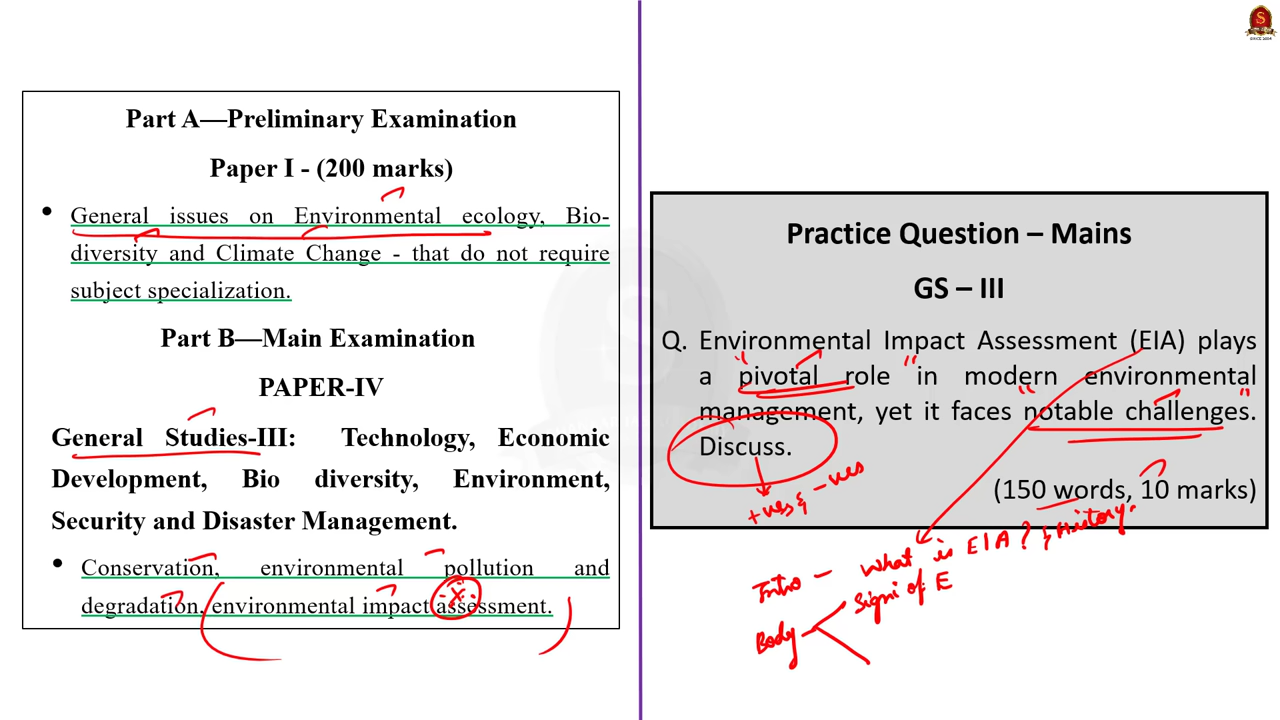 Part A—Preliminary Examination
Paper I - (200 marks)
• General issues on Environmental ecology, Bio-
diversity and Climate Change - that do not require
subject specialization.
Part B—Main Examination
PAPER-IV
General Studies-III: Technology, Economic
Development, Bio diversity, Environment,
Security and Disaster Management.
• Conservation, environmental pollution and
degradation, environmental impact assessment.
SINCE 2004
Practice Question – Mains
GS – III
Q. Environmental Impact Assessment (EIA) plays
a pivotal role in modern environmental
management, yet it faces notable challenges.
Discuss.
(150 words, 10 marks)
+ves & -ves
Intro - What is EIA? & History.
Body
Signi of E